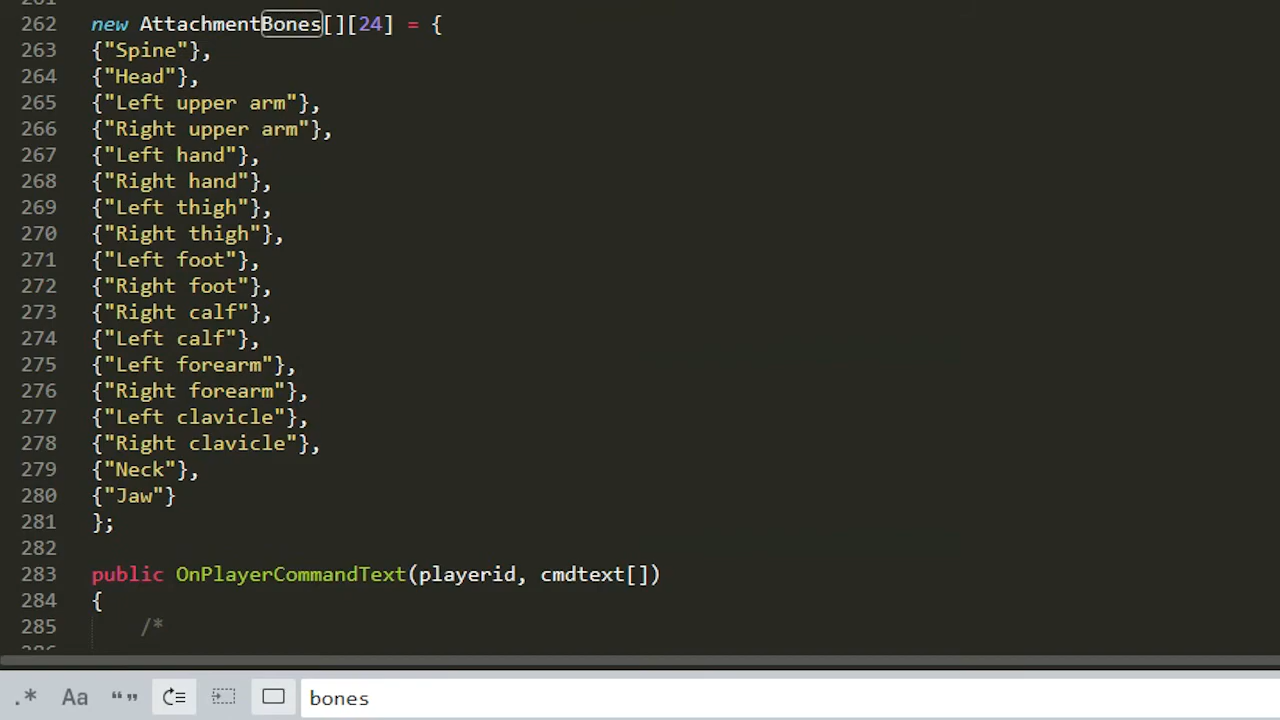 262 new AttachmentBones[][24] = {
263 {"Spine"},
264 {"Head"},
265 {"Left upper arm"},
266 {"Right upper arm"},
267 {"Left hand"},
268 {"Right hand"},
269 {"Left thigh"},
270 {"Right thigh"},
271 {"Left foot"},
272 {"Right foot"},
273 {"Right calf"},
274 {"Left calf"},
275 {"Left forearm"},
276 {"Right forearm"},
277 {"Left clavicle"},
278 {"Right clavicle"},
279 {"Neck"},
280 {"Jaw"}
281 };
282
283 public OnPlayerCommandText(playerid, cmdtext[])
284 {
285 /*
.* Aa “” bones